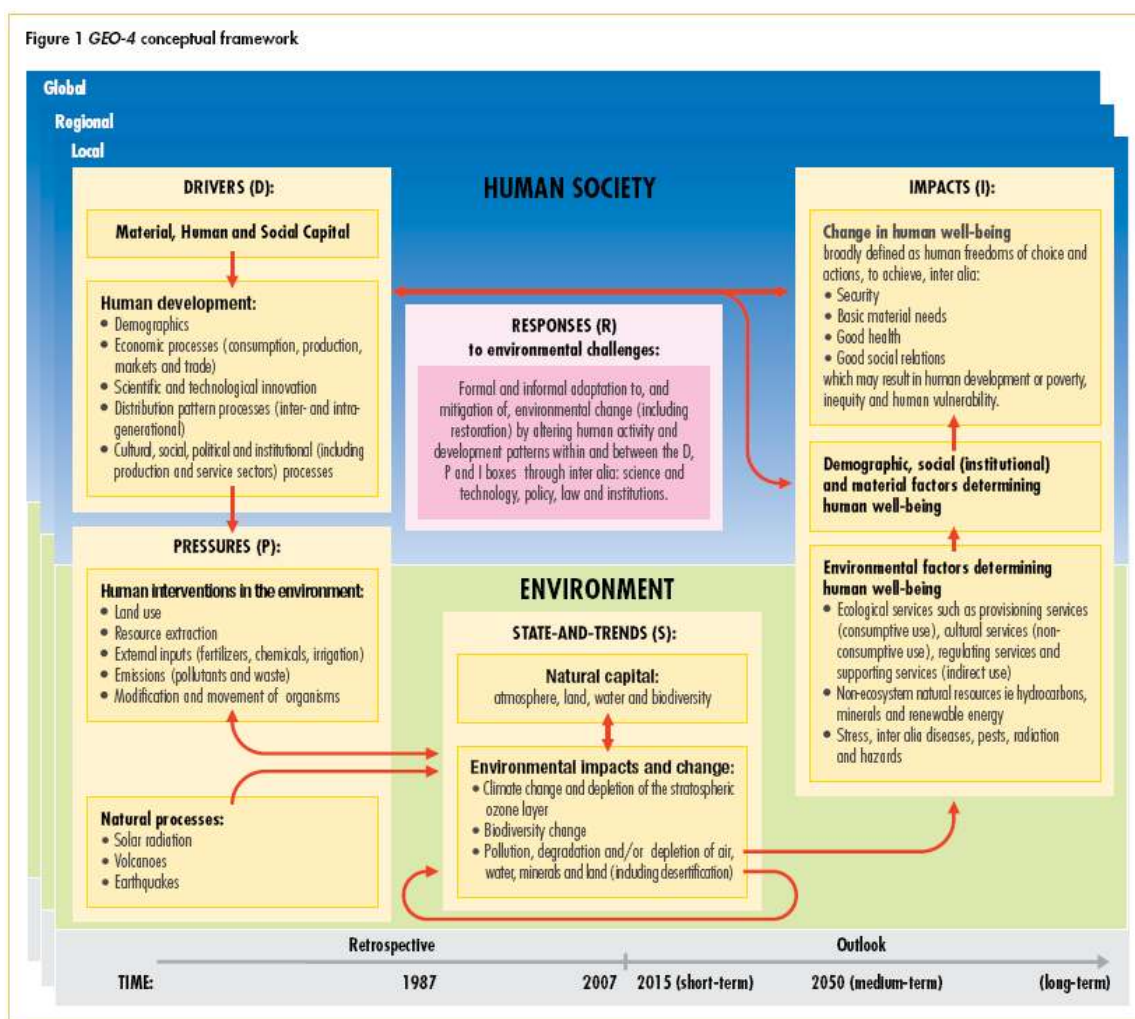 Figure 1 GEO-4 conceptual framework
Global
Regional
Local
DRIVERS (D):
Material, Human and Social Capital
Human development:
• Demographics
• Economic processes (consumption, production,
markets and trade)
• Scientific and technological innovation
• Distribution pattern processes (inter- and intra-
generational)
• Cultural, social, political and institutional (including
production and service sectors) processes
PRESSURES (P):
Human interventions in the environment:
• Land use
• Resource extraction
• External inputs (fertilizers, chemicals, irrigation)
• Emissions (pollutants and waste)
• Modification and movement of organisms
Natural processes:
• Solar radiation
• Volcanoes
• Earthquakes
HUMAN SOCIETY
RESPONSES (R)
to environmental challenges:
Formal and informal adaptation to, and
mitigation of, environmental change (including
restoration) by altering human activity and
development patterns within and between the D,
P and I boxes through inter alia: science and
technology, policy, law and institutions.
ENVIRONMENT
STATE-AND-TRENDS (S):
Natural capital:
atmosphere, land, water and biodiversity
Environmental impacts and change:
• Climate change and depletion of the stratospheric
ozone layer
• Biodiversity change
• Pollution, degradation and/or depletion of air,
water, minerals and land (including desertification)
IMPACTS (I):
Change in human well-being
broadly defined as human freedoms of choice and
actions, to achieve, inter alia:
• Security
• Basic material needs
• Good health
• Good social relations
which may result in human development or poverty,
inequity and human vulnerability.
Demographic, social (institutional)
and material factors determining
human well-being
Environmental factors determining
human well-being
• Ecological services such as provisioning services
(consumptive use), cultural services (non-
consumptive use), regulating services and
supporting services (indirect use)
• Non-ecosystem natural resources ie hydrocarbons,
minerals and renewable energy
• Stress, inter alia diseases, pests, radiation
and hazards
Retrospective
Outlook
TIME:
1987
2007
2015 (short-term)
2050 (medium-term)
(long-term)